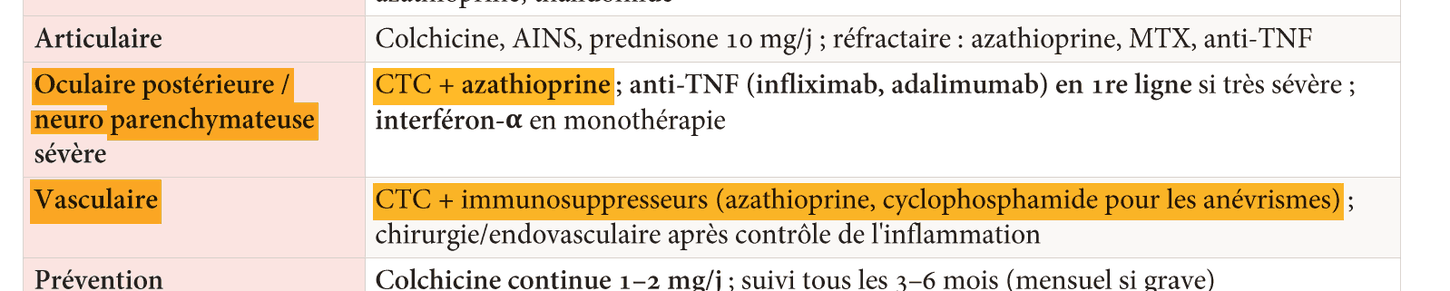 azathioprine, thalidomide
Articulaire
Colchicine, AINS, prednisone 10 mg/j ; réfractaire : azathioprine, MTX, anti-TNF
Oculaire postérieure /
neuro parenchymateuse
sévère
CTC + azathioprine ; anti-TNF (infliximab, adalimumab) en 1re ligne si très sévère ;
interféron-α en monothérapie
Vasculaire
CTC + immunosuppresseurs (azathioprine, cyclophosphamide pour les anévrismes) ;
chirurgie/endovasculaire après contrôle de l'inflammation
Prévention
Colchicine continue 1–2 mg/j ; suivi tous les 3–6 mois (mensuel si grave)